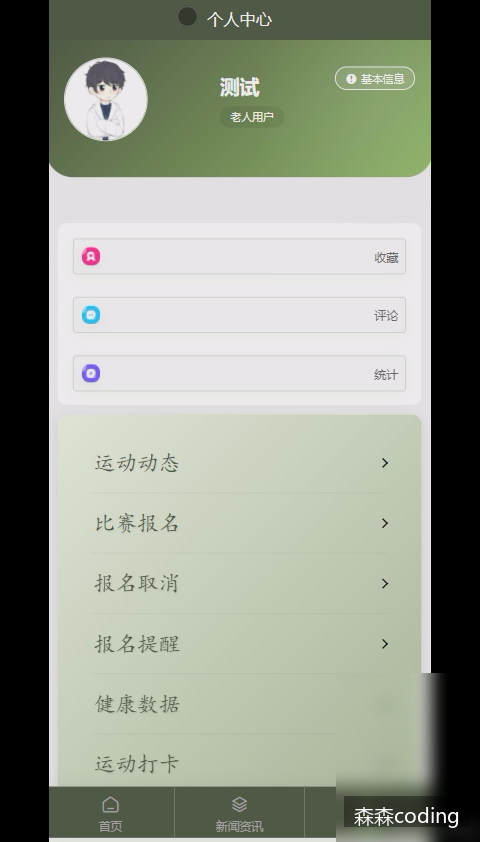 个人中心
测试
基本信息
老人用户
收藏
评论
统计
运动动态
比赛报名
报名取消
报名提醒
健康数据
运动打卡
首页
新闻资讯
森森coding